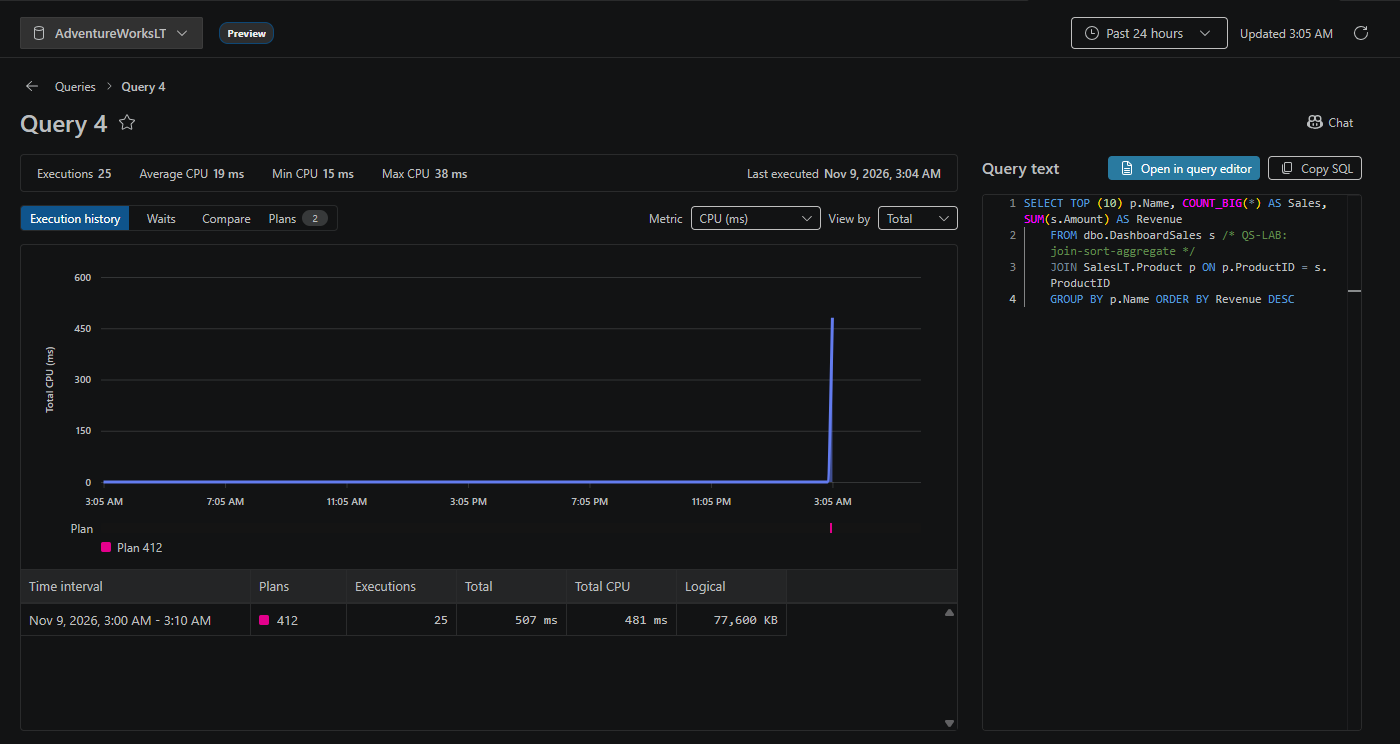 AdventureWorksLT
Preview
Past 24 hours
Updated 3:05 AM
Queries > Query 4
Query 4
Chat
Executions 25 Average CPU 19 ms Min CPU 15 ms Max CPU 38 ms Last executed Nov 9, 2026, 3:04 AM
Execution history Waits Compare Plans 2
Metric CPU (ms) View by Total
600
450
300
150
0
Total CPU (ms)
3:05 AM 7:05 AM 11:05 AM 3:05 PM 7:05 PM 11:05 PM 3:05 AM
Plan
Plan 412
Time interval Plans Executions Total Total CPU Logical
Nov 9, 2026, 3:00 AM - 3:10 AM 412 25 507 ms 481 ms 77,600 KB
Query text
Open in query editor
Copy SQL
1 SELECT TOP (10) p.Name, COUNT_BIG(*) AS Sales,
SUM(s.Amount) AS Revenue
2 FROM dbo.DashboardSales s /* QS-LAB:
join-sort-aggregate */
3 JOIN SalesLT.Product p ON p.ProductID = s.
ProductID
4 GROUP BY p.Name ORDER BY Revenue DESC